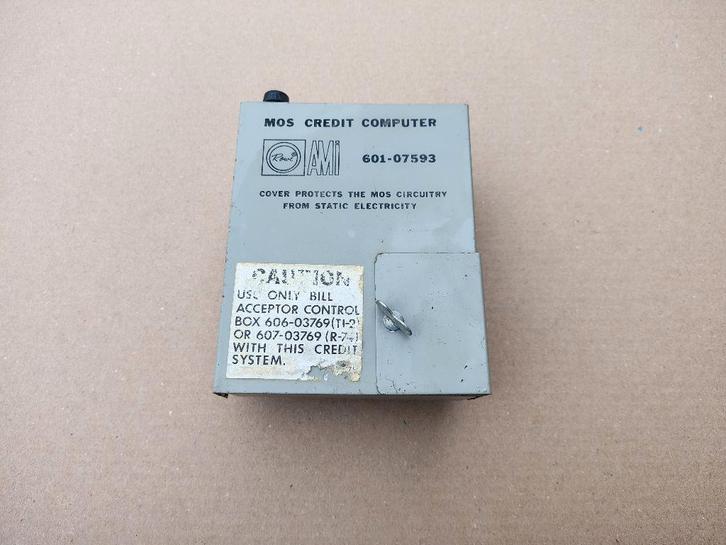 MOS CREDIT COMPUTER
Rowe® AMi 601-07593
COVER PROTECTS THE MOS CIRCUITRY
FROM STATIC ELECTRICITY
CAUTION
USE ONLY BILL
ACCEPTOR CONTROL
BOX 606-03769(TI-2)
OR 607-03769 (R-74)
WITH THIS CREDIT
SYSTEM.